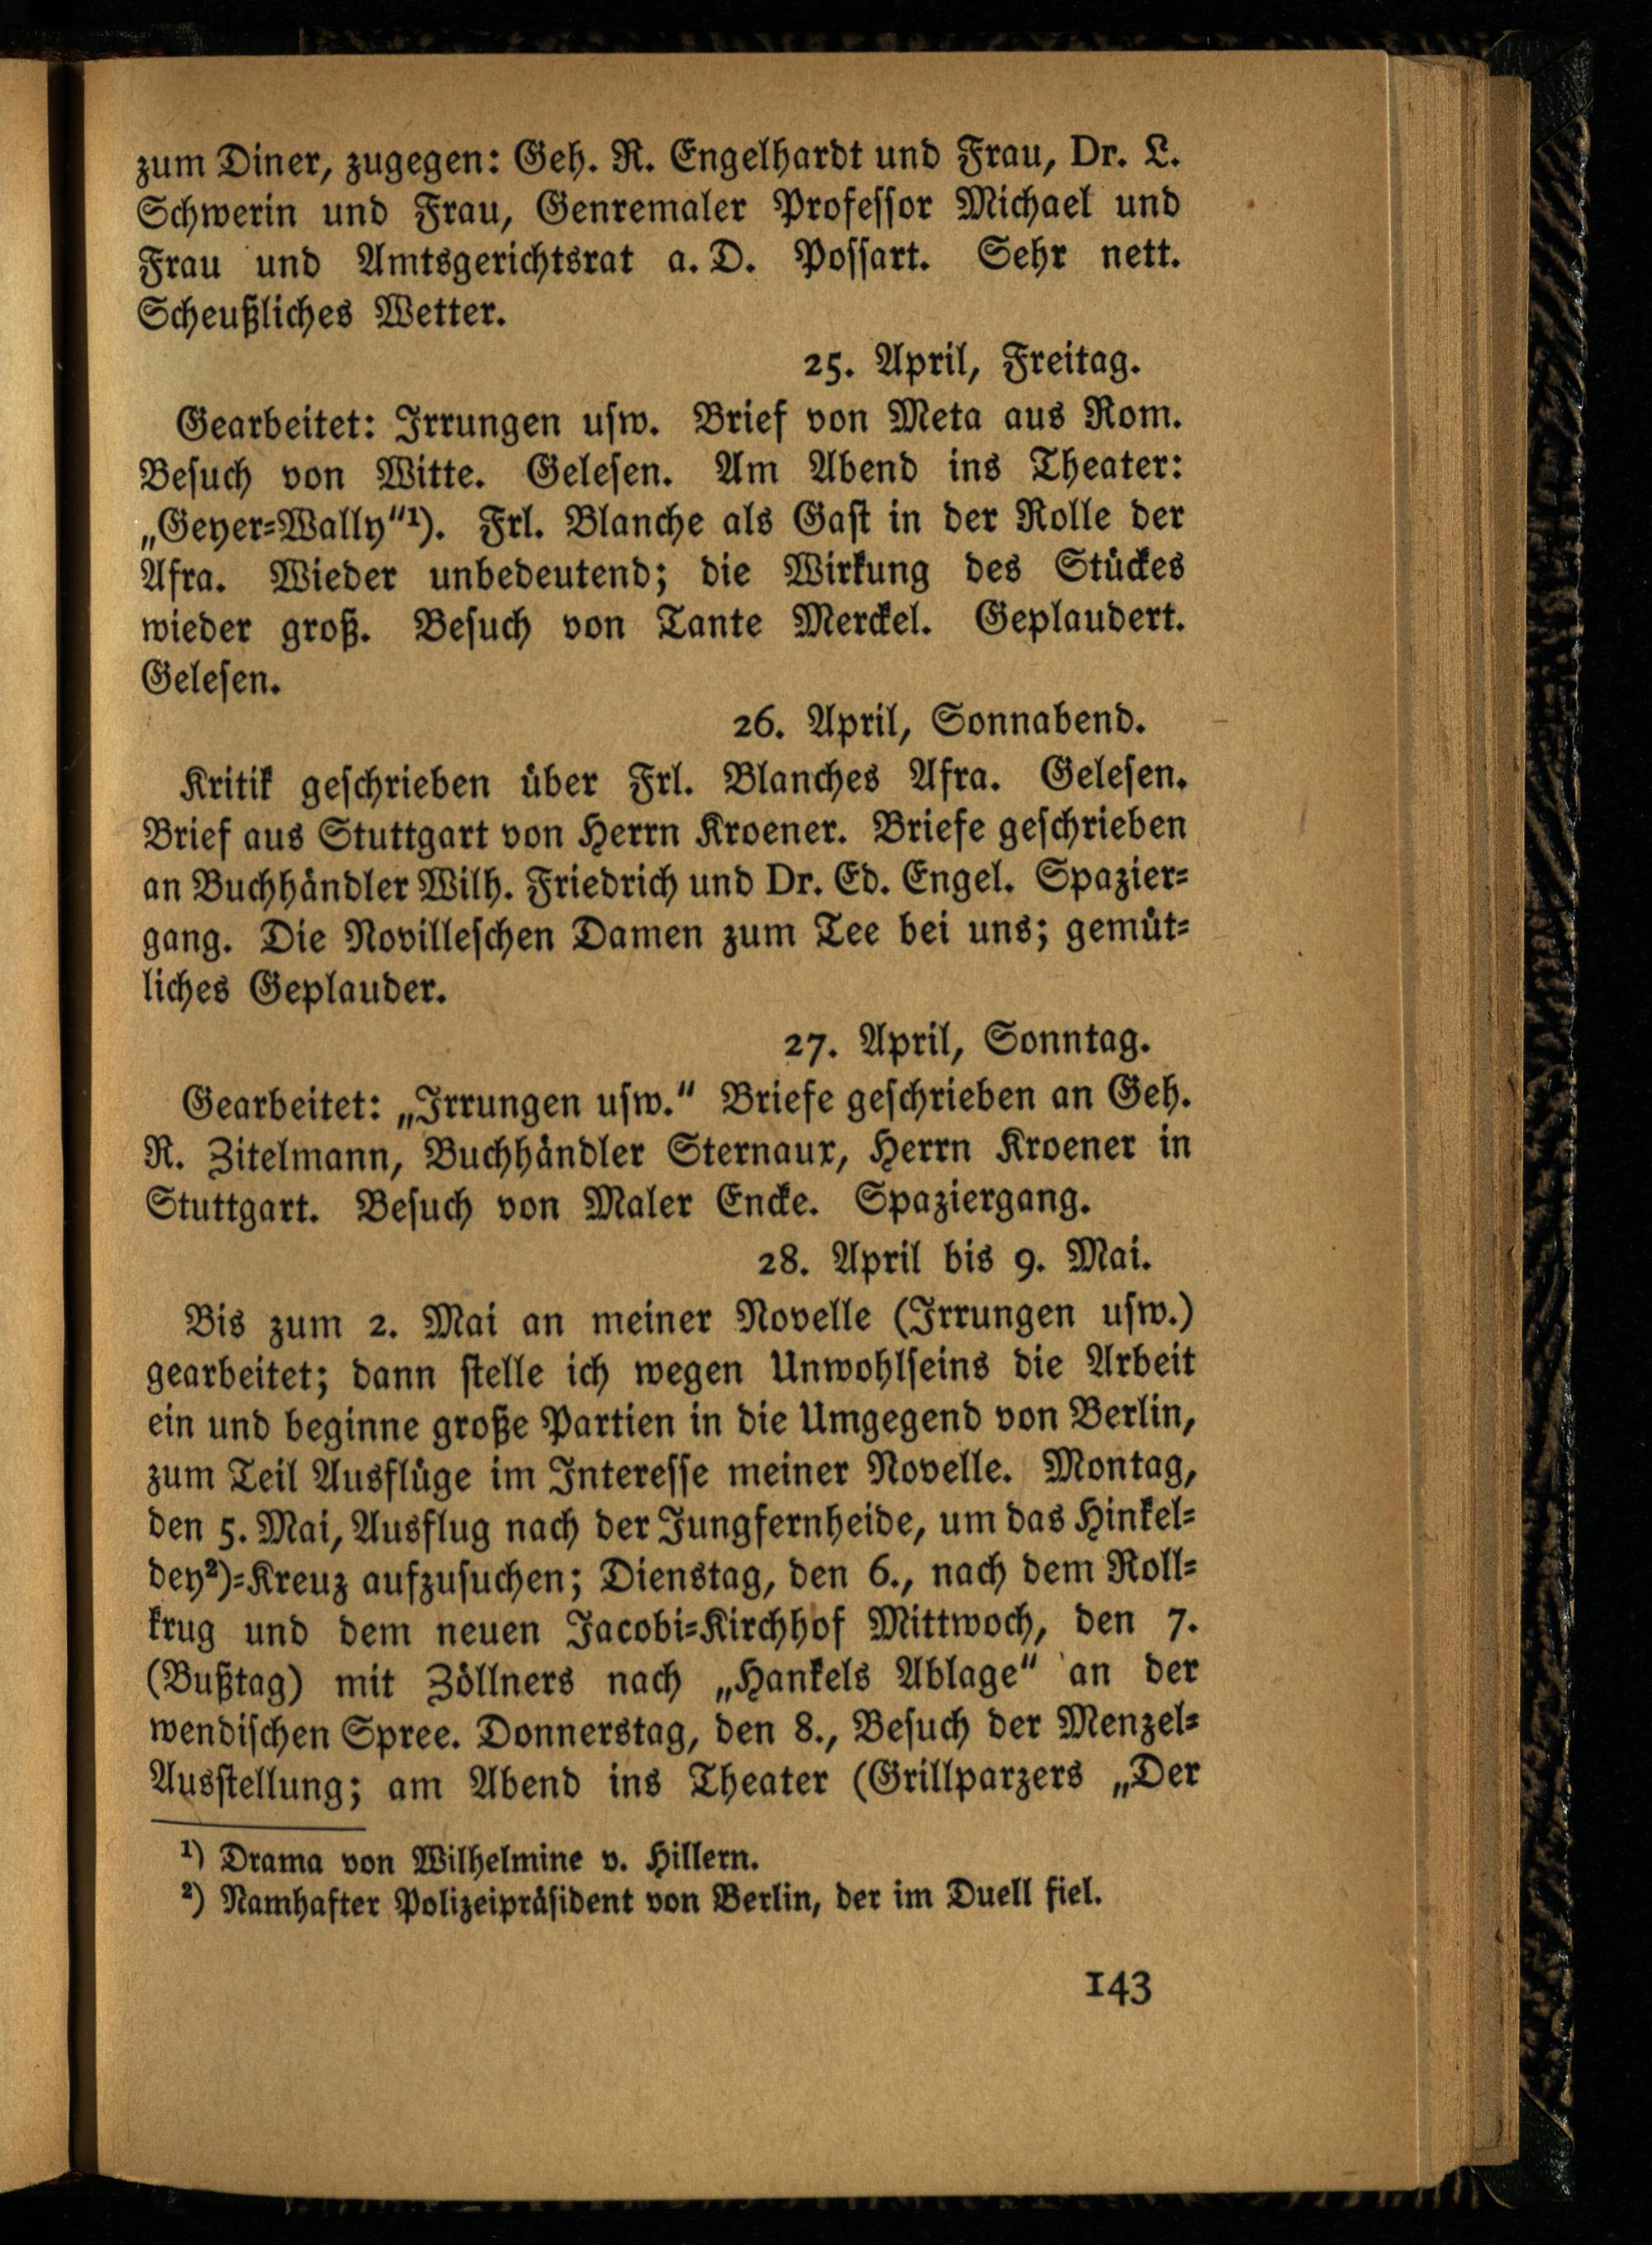 zum Diner, zugegen: Geh. R. Engelhardt und Frau, Dr. L.
Schwerin und Frau, Genremaler Professor Michael und
Frau und Amtsgerichtsrat a. D. Possart. Sehr nett.
Scheußliches Wetter.
25. April, Freitag.
Gearbeitet: Irrungen usw. Brief von Meta aus Rom.
Besuch von Witte. Gelesen. Am Abend ins Theater:
„Geyer-Wally“¹). Frl. Blanche als Gast in der Rolle der
Afra. Wieder unbedeutend; die Wirkung des Stückes
wieder groß. Besuch von Tante Merckel. Geplaudert.
Gelesen.
26. April, Sonnabend.
Kritik geschrieben über Frl. Blanches Afra. Gelesen.
Brief aus Stuttgart von Herrn Kroener. Briefe geschrieben
an Buchhändler Wilh. Friedrich und Dr. Ed. Engel. Spazier-
gang. Die Novilleschen Damen zum Tee bei uns; gemüt-
liches Geplauder.
27. April, Sonntag.
Gearbeitet: „Irrungen usw.“ Briefe geschrieben an Geh.
R. Zitelmann, Buchhändler Sternaux, Herrn Kroener in
Stuttgart. Besuch von Maler Encke. Spaziergang.
28. April bis 9. Mai.
Bis zum 2. Mai an meiner Novelle (Irrungen usw.)
gearbeitet; dann stelle ich wegen Unwohlseins die Arbeit
ein und beginne große Partien in die Umgegend von Berlin,
zum Teil Ausflüge im Interesse meiner Novelle. Montag,
den 5. Mai, Ausflug nach der Jungfernheide, um das Hinkel-
dey²)-Kreuz aufzusuchen; Dienstag, den 6., nach dem Roll-
krug und dem neuen Jacobi-Kirchhof Mittwoch, den 7.
(Bußtag) mit Zöllners nach „Hankels Ablage“ an der
wendischen Spree. Donnerstag, den 8., Besuch der Menzel-
Ausstellung; am Abend ins Theater (Grillparzers „Der
¹) Drama von Wilhelmine v. Hillern.
²) Namhafter Polizeipräsident von Berlin, der im Duell fiel.
143